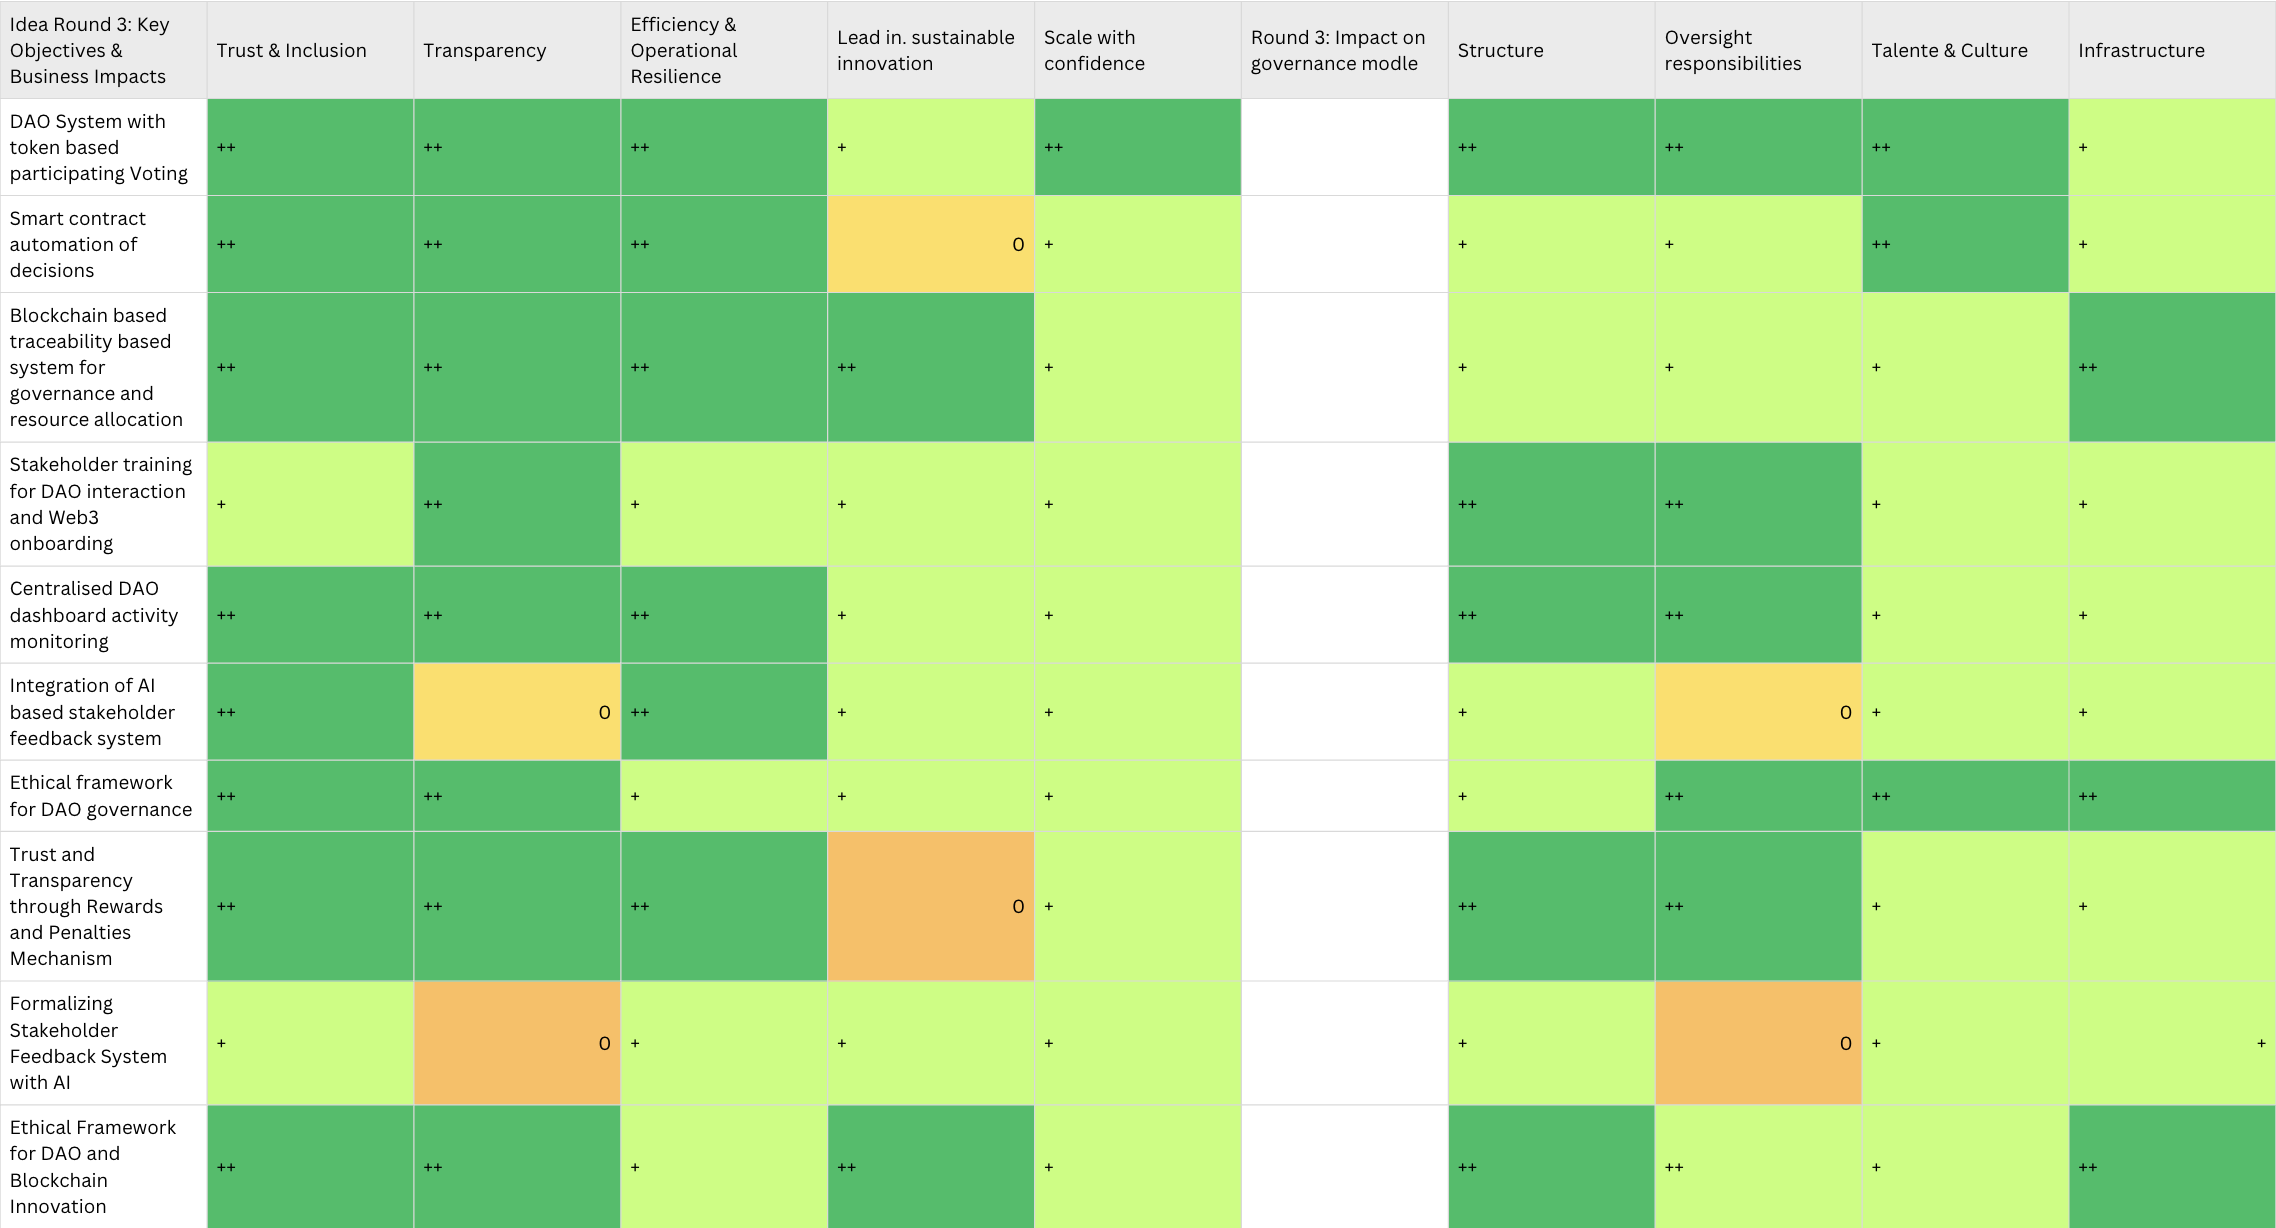 Idea Round 3: Key
Objectives &
Business Impacts
Trust & Inclusion
Transparency
Efficiency &
Operational
Resilience
Lead in. sustainable
innovation
Scale with
confidence
Round 3: Impact on
governance modle
Structure
Oversight
responsibilities
Talente & Culture
Infrastructure
DAO System with
token based
participating Voting
++
++
++
+
++
++
++
++
+
Smart contract
automation of
decisions
++
++
++
0
+
+
+
++
+
Blockchain based
traceability based
system for
governance and
resource allocation
++
++
++
++
+
+
+
+
++
Stakeholder training
for DAO interaction
and Web3
onboarding
+
++
+
+
+
++
++
+
+
Centralised DAO
dashboard activity
monitoring
++
++
++
+
+
++
++
+
+
Integration of AI
based stakeholder
feedback system
++
0
++
+
+
+
0
+
+
Ethical framework
for DAO governance
++
++
+
+
+
+
++
++
++
Trust and
Transparency
through Rewards
and Penalties
Mechanism
++
++
++
0
+
++
++
+
+
Formalizing
Stakeholder
Feedback System
with AI
+
0
+
+
+
+
0
+
+
Ethical Framework
for DAO and
Blockchain
Innovation
++
++
+
++
+
++
++
+
++